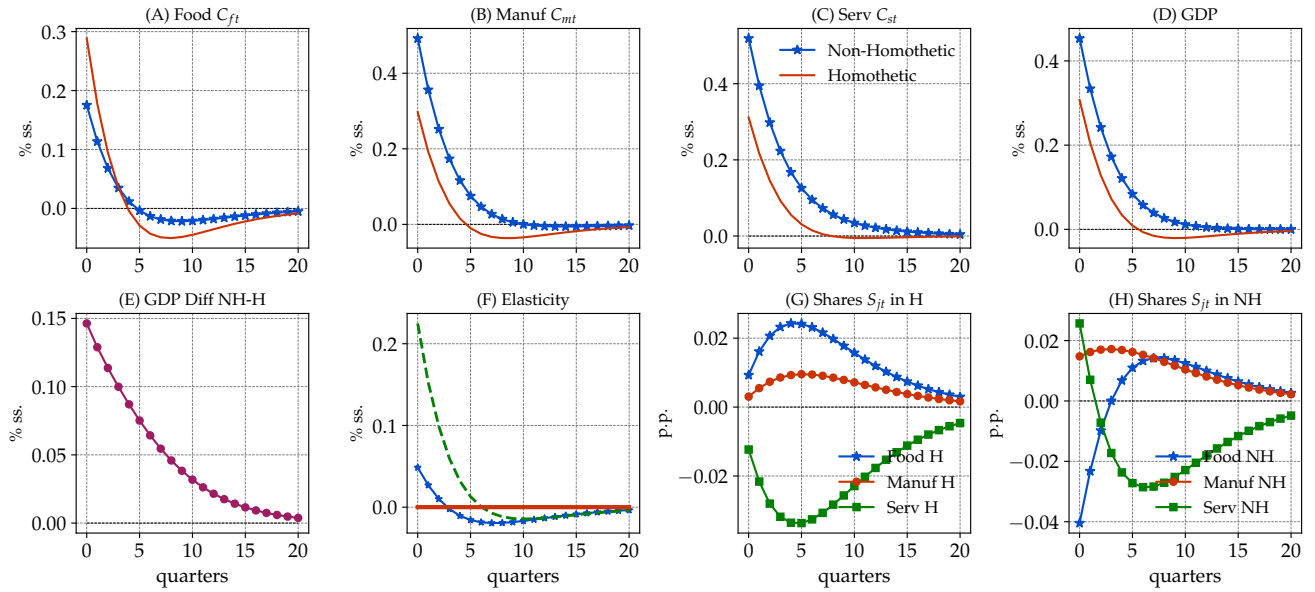 (A) Food C_ft
(B) Manuf C_mt
(C) Serv C_st
(D) GDP
% ss.
0.3
0.2
0.1
0.0
0 5 10 15 20
% ss.
0.4
0.2
0.0
0 5 10 15 20
% ss.
0.4
0.2
0.0
0 5 10 15 20
Non-Homothetic
Homothetic
% ss.
0.4
0.2
0.0
0 5 10 15 20
(E) GDP Diff NH-H
(F) Elasticity
(G) Shares S_jt in H
(H) Shares S_jt in NH
% ss.
0.15
0.10
0.05
0.00
0 5 10 15 20
quarters
% ss.
0.2
0.1
0.0
0 5 10 15 20
quarters
p.p.
0.02
0.00
−0.02
0 5 10 15 20
quarters
Food H
Manuf H
Serv H
p.p.
0.02
0.00
−0.02
−0.04
0 5 10 15 20
quarters
Food NH
Manuf NH
Serv NH